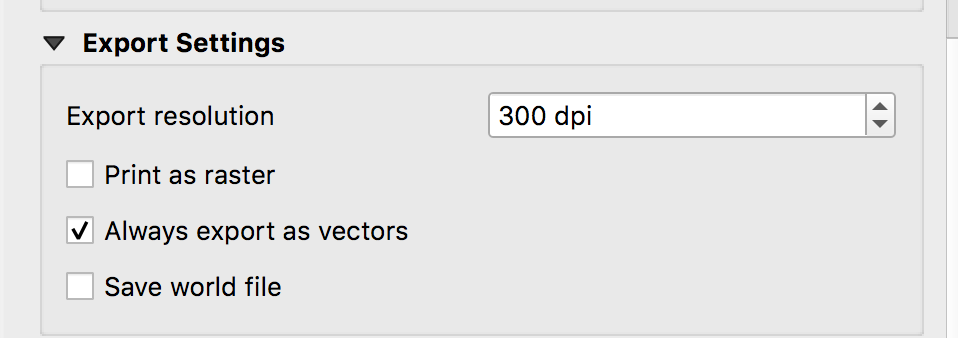 Export Settings
Export resolution 300 dpi
Print as raster
Always export as vectors
Save world file